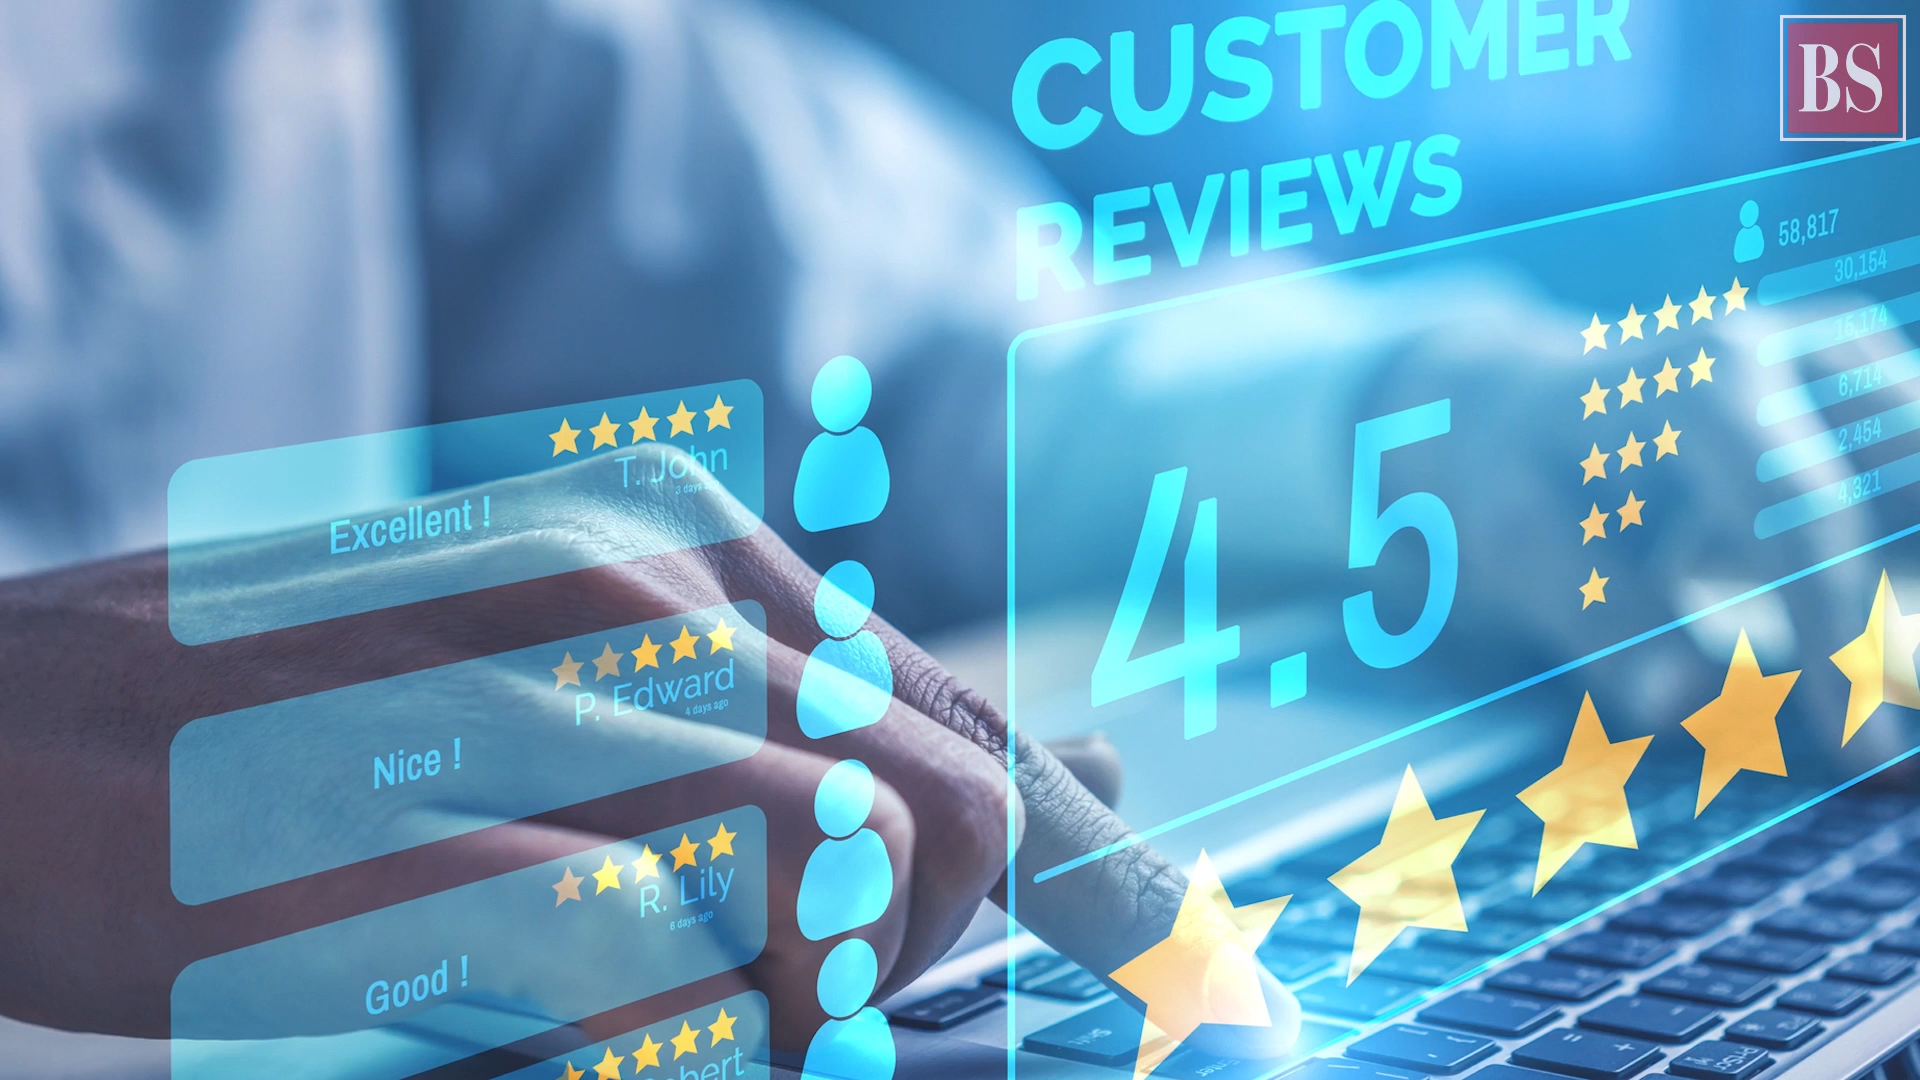 BS
CUSTOMER
REVIEWS
58,817
30,154
15,174
6,714
2,454
4,321
4.5
T. John
3 days ago
Excellent !
P. Edward
4 days ago
Nice !
R. Lily
6 days ago
Good !